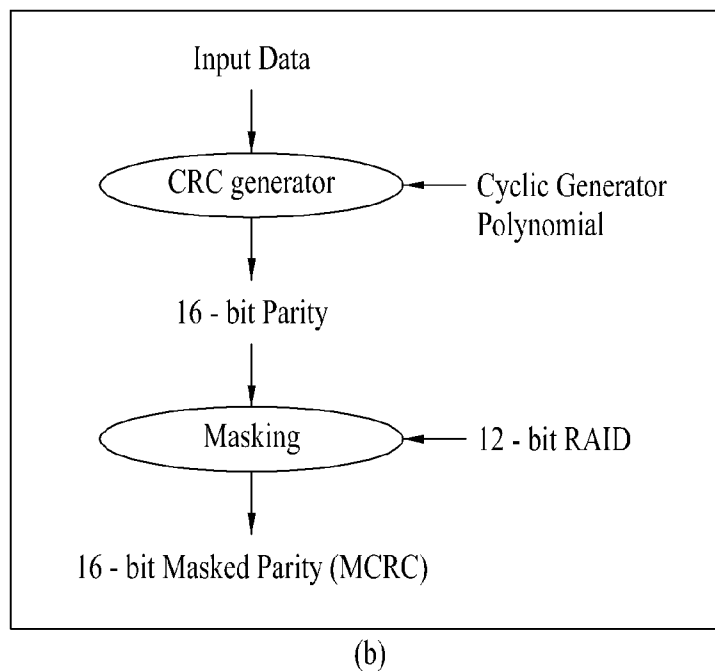 Input Data
CRC generator
Cyclic Generator
Polynomial
16 - bit Parity
Masking
12 - bit RAID
16 - bit Masked Parity (MCRC)
(b)